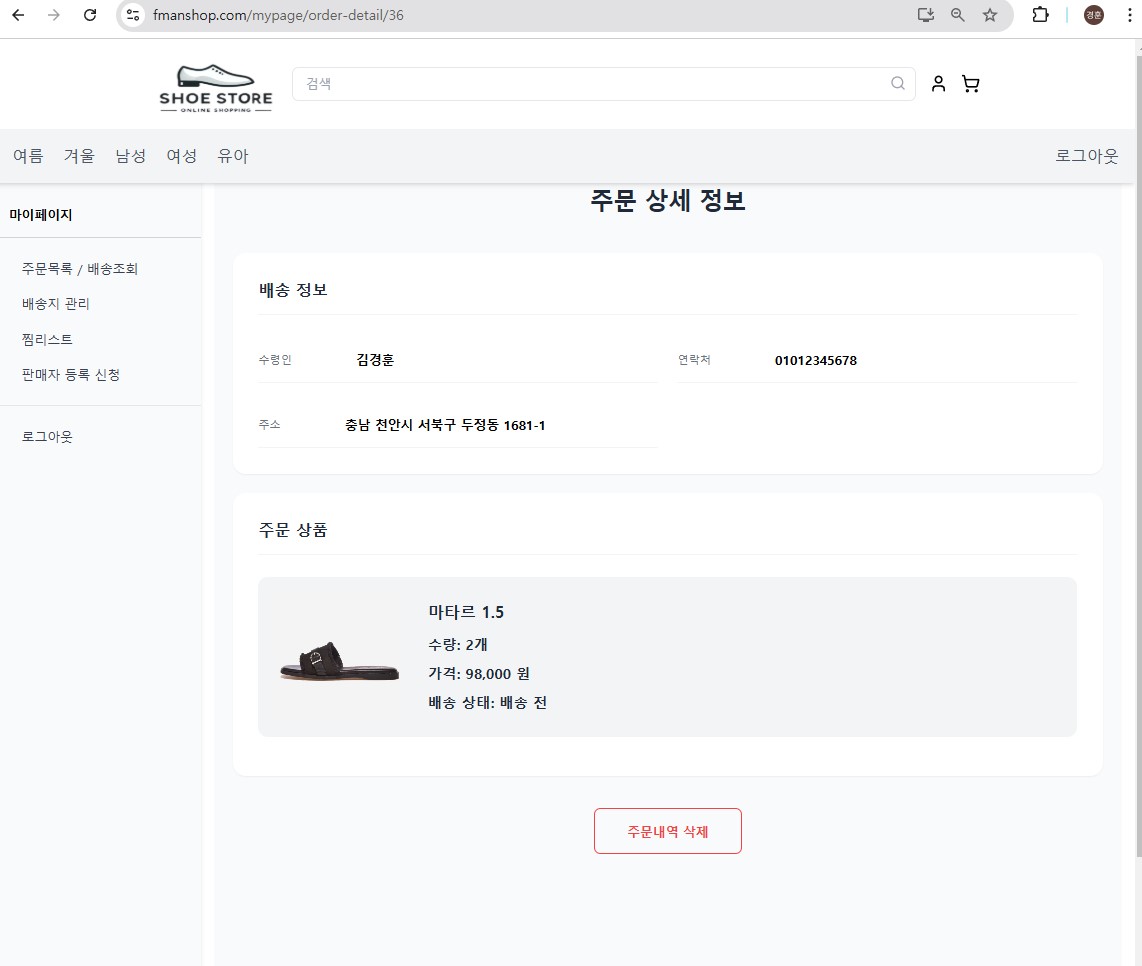 fmanshop.com/mypage/order-detail/36
경훈
SHOE STORE
ONLINE SHOPPING
검색
여름 겨울 남성 여성 유아 로그아웃
마이페이지
주문목록 / 배송조회
배송지 관리
찜리스트
판매자 등록 신청
로그아웃
주문 상세 정보
배송 정보
수령인 김경훈 연락처 01012345678
주소 충남 천안시 서북구 두정동 1681-1
주문 상품
마타르 1.5
수량: 2개
가격: 98,000 원
배송 상태: 배송 전
주문내역 삭제